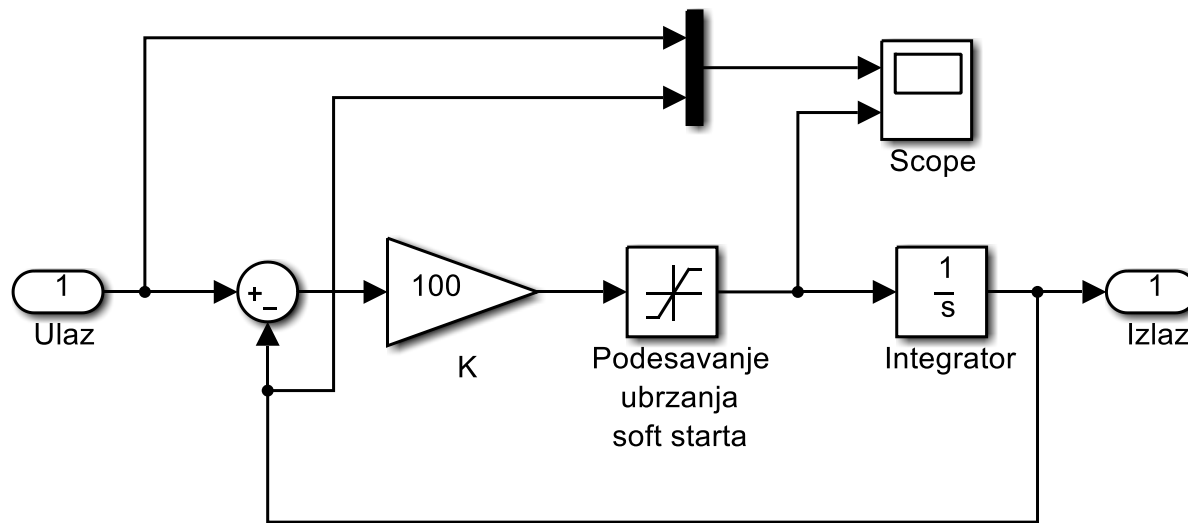 Scope
1
Ulaz
+
−
100
K
Podesavanje
ubrzanja
soft starta
1
s
Integrator
1
Izlaz